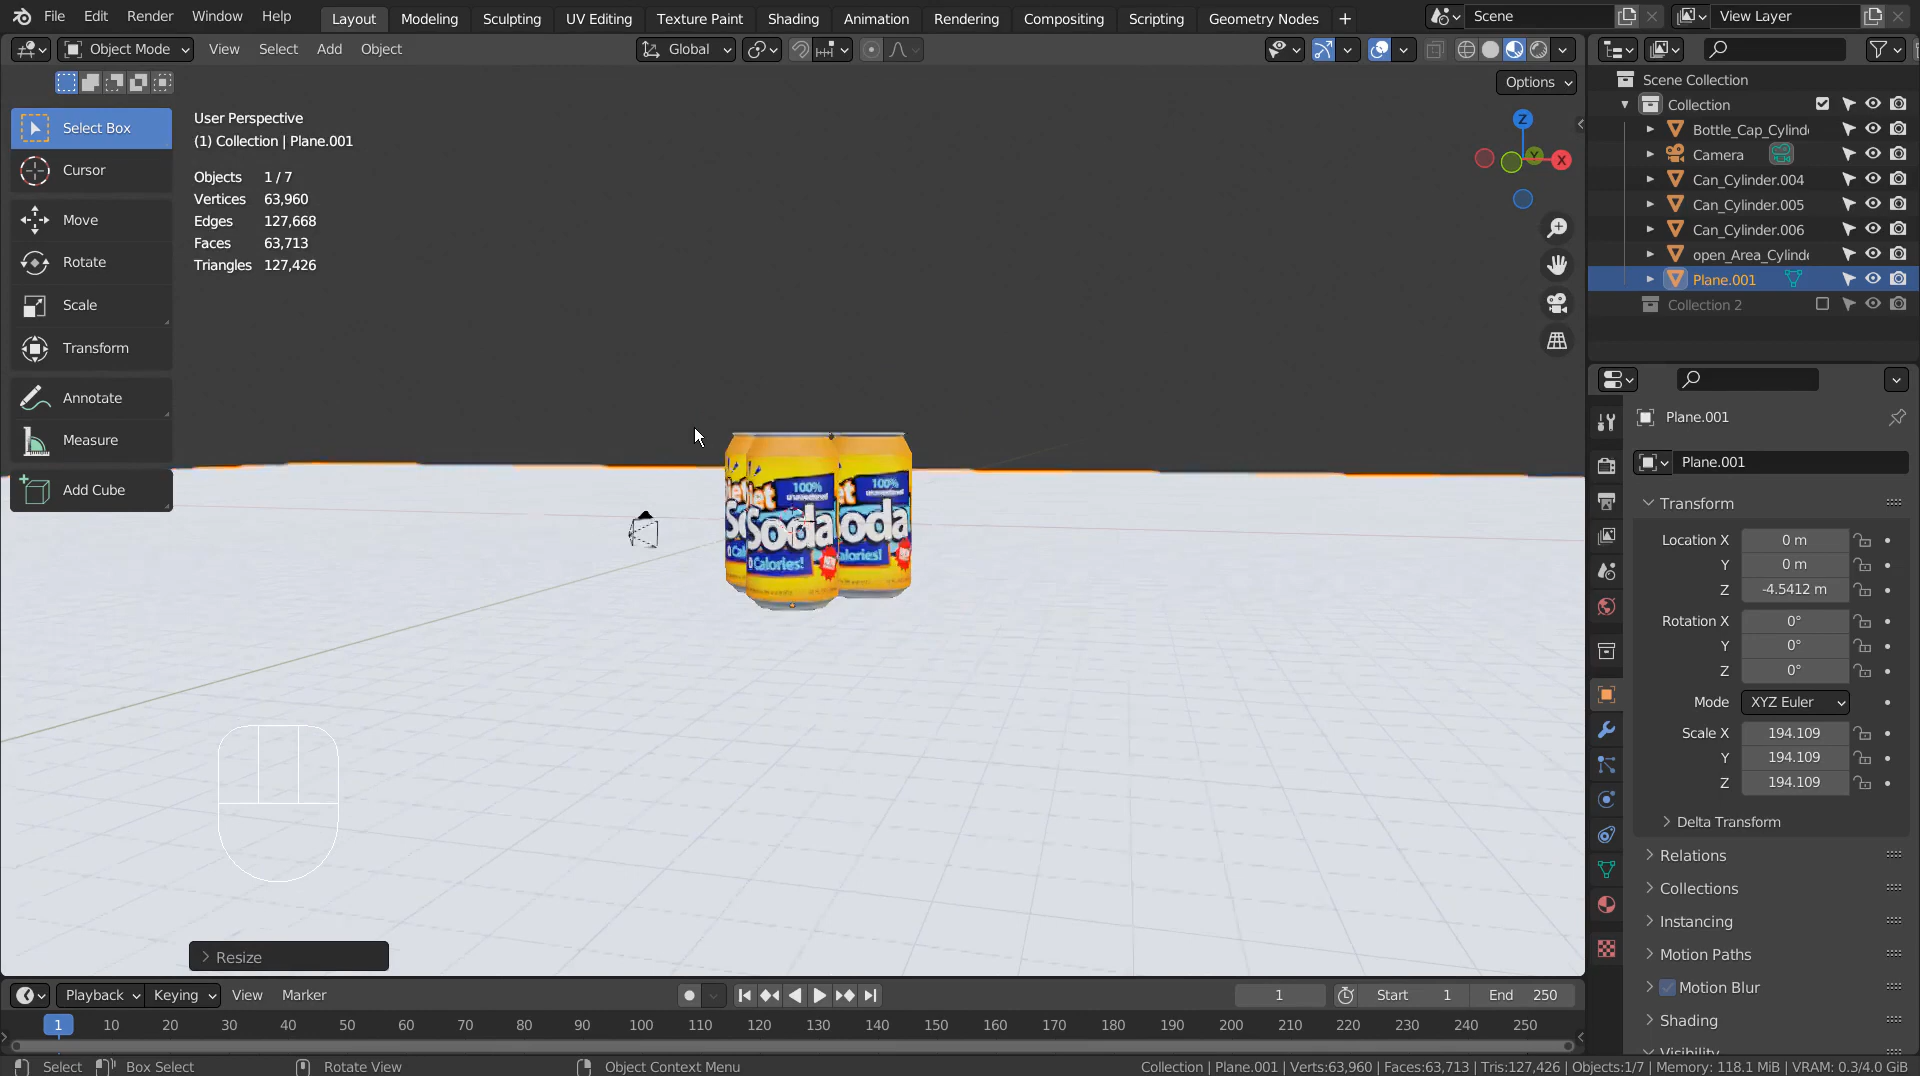 File Edit Render Window Help Layout Modeling Sculpting UV Editing Texture Paint Shading Animation Rendering Compositing Scripting Geometry Nodes + Scene View Layer
Object Mode View Select Add Object Global
Options
Select Box
Cursor
Move
Rotate
Scale
Transform
Annotate
Measure
Add Cube
User Perspective
(1) Collection | Plane.001
Objects 1 / 7
Vertices 63,960
Edges 127,668
Faces 63,713
Triangles 127,426
Z
Y
X
100%
Soda
0 Calories!
100%
oda
alories!
Resize
Scene Collection
Collection
Bottle_Cap_Cylind
Camera
Can_Cylinder.004
Can_Cylinder.005
Can_Cylinder.006
open_Area_Cylind
Plane.001
Collection 2
Plane.001
Plane.001
Transform
Location X 0 m
Y 0 m
Z -4.5412 m
Rotation X 0°
Y 0°
Z 0°
Mode XYZ Euler
Scale X 194.109
Y 194.109
Z 194.109
Delta Transform
Relations
Collections
Instancing
Motion Paths
Motion Blur
Shading
Visibility
Playback Keying View Marker 1 Start 1 End 250
1 10 20 30 40 50 60 70 80 90 100 110 120 130 140 150 160 170 180 190 200 210 220 230 240 250
Select Box Select Rotate View Object Context Menu Collection | Plane.001 | Verts:63,960 | Faces:63,713 | Tris:127,426 | Objects:1/7 | Memory: 118.1 MiB | VRAM: 0.3/4.0 GiB